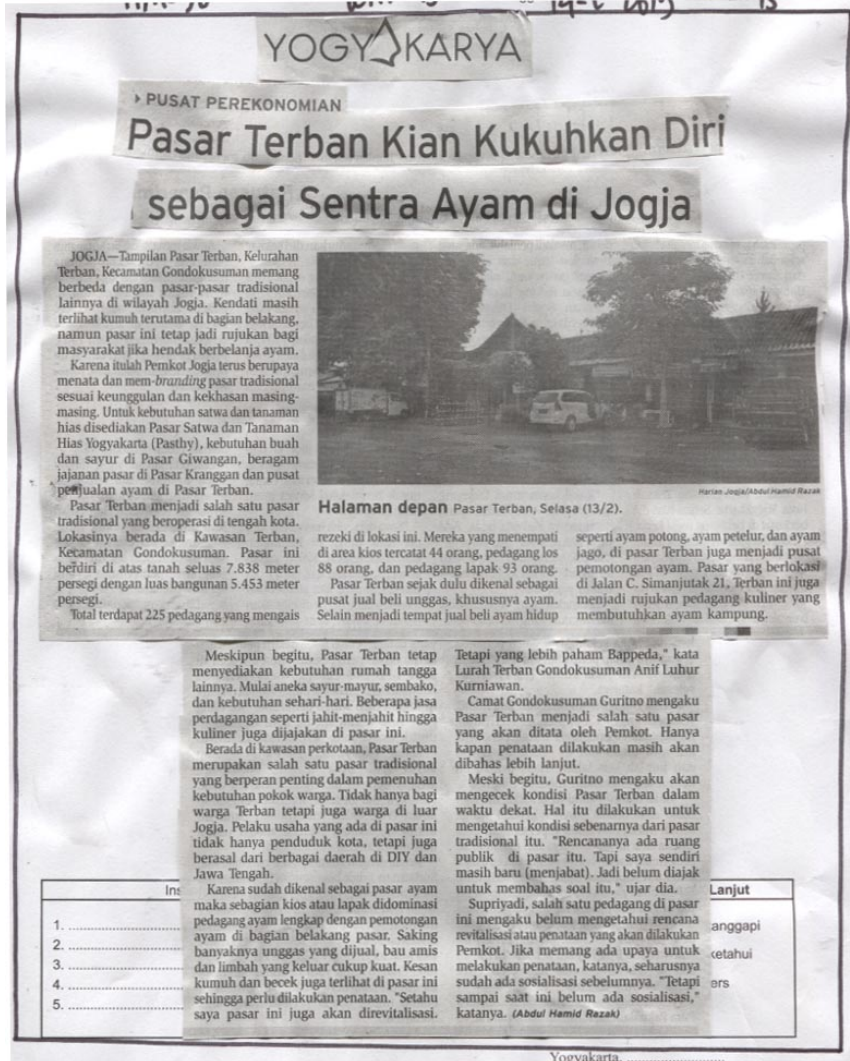 YOGYAKARYA
PUSAT PEREKONOMIAN
Pasar Terban Kian Kukuhkan Diri
sebagai Sentra Ayam di Jogja
JOGJA—Tampilan Pasar Terban, Kelurahan
Terban, Kecamatan Gondokusuman memang
berbeda dengan pasar-pasar tradisional
lainnya di wilayah Jogja. Kendati masih
terlihat kumuh terutama di bagian belakang,
namun pasar ini tetap jadi rujukan bagi
masyarakat jika hendak berbelanja ayam.
Karena itulah Pemkot Jogja terus berupaya
menata dan mem-branding pasar tradisional
sesuai keunggulan dan kekhasan masing-
masing. Untuk kebutuhan satwa dan tanaman
hias disediakan Pasar Satwa dan Tanaman
Hias Yogyakarta (Pasthy), kebutuhan buah
dan sayur di Pasar Giwangan, beragam
jajanan pasar di Pasar Kranggan dan pusat
penjualan ayam di Pasar Terban.
Pasar Terban menjadi salah satu pasar
tradisional yang beroperasi di tengah kota.
Lokasinya berada di Kawasan Terban,
Kecamatan Gondokusuman. Pasar ini
berdiri di atas tanah seluas 7.838 meter
persegi dengan luas bangunan 5.453 meter
persegi.
Total terdapat 225 pedagang yang mengais
Harian Jogja/Abdul Hamid Razak
Halaman depan Pasar Terban, Selasa (13/2).
rezeki di lokasi ini. Mereka yang menempati
di area kios tercatat 44 orang, pedagang los
88 orang, dan pedagang lapak 93 orang.
Pasar Terban sejak dulu dikenal sebagai
pusat jual beli unggas, khususnya ayam.
Selain menjadi tempat jual beli ayam hidup
seperti ayam potong, ayam petelur, dan ayam
jago, di pasar Terban juga menjadi pusat
pemotongan ayam. Pasar yang berlokasi
di Jalan C. Simanjutak 21, Terban ini juga
menjadi rujukan pedagang kuliner yang
membutuhkan ayam kampung.
Meskipun begitu, Pasar Terban tetap
menyediakan kebutuhan rumah tangga
lainnya. Mulai aneka sayur-mayur, sembako,
dan kebutuhan sehari-hari. Beberapa jasa
perdagangan seperti jahit-menjahit hingga
kuliner juga dijajakan di pasar ini.
Berada di kawasan perkotaan, Pasar Terban
merupakan salah satu pasar tradisional
yang berperan penting dalam pemenuhan
kebutuhan pokok warga. Tidak hanya bagi
warga Terban tetapi juga warga di luar
Jogja. Pelaku usaha yang ada di pasar ini
tidak hanya penduduk kota, tetapi juga
berasal dari berbagai daerah di DIY dan
Jawa Tengah.
Karena sudah dikenal sebagai pasar ayam
maka sebagian kios atau lapak didominasi
pedagang ayam lengkap dengan pemotongan
ayam di bagian belakang pasar. Saking
banyaknya unggas yang dijual, bau amis
dan limbah yang keluar cukup kuat. Kesan
kumuh dan becek juga terlihat di pasar ini
sehingga perlu dilakukan penataan. "Setahu
saya pasar ini juga akan direvitalisasi.
Tetapi yang lebih paham Bappeda," kata
Lurah Terban Gondokusuman Anif Luhur
Kurniawan.
Camat Gondokusuman Guritno mengaku
Pasar Terban menjadi salah satu pasar
yang akan ditata oleh Pemkot. Hanya
kapan penataan dilakukan masih akan
dibahas lebih lanjut.
Meski begitu, Guritno mengaku akan
mengecek kondisi Pasar Terban dalam
waktu dekat. Hal itu dilakukan untuk
mengetahui kondisi sebenarnya dari pasar
tradisional itu. "Rencananya ada ruang
publik di pasar itu. Tapi saya sendiri
masih baru (menjabat). Jadi belum diajak
untuk membahas soal itu," ujar dia.
Supriyadi, salah satu pedagang di pasar
ini mengaku belum mengetahui rencana
revitalisasi atau penataan yang akan dilakukan
Pemkot. Jika memang ada upaya untuk
melakukan penataan, katanya, seharusnya
sudah ada sosialisasi sebelumnya. "Tetapi
sampai saat ini belum ada sosialisasi,"
katanya. (Abdul Hamid Razak)
Ins
1.
2.
3.
4.
5.
Lanjut
anggapi
ketahui
ers
Yogyakarta,